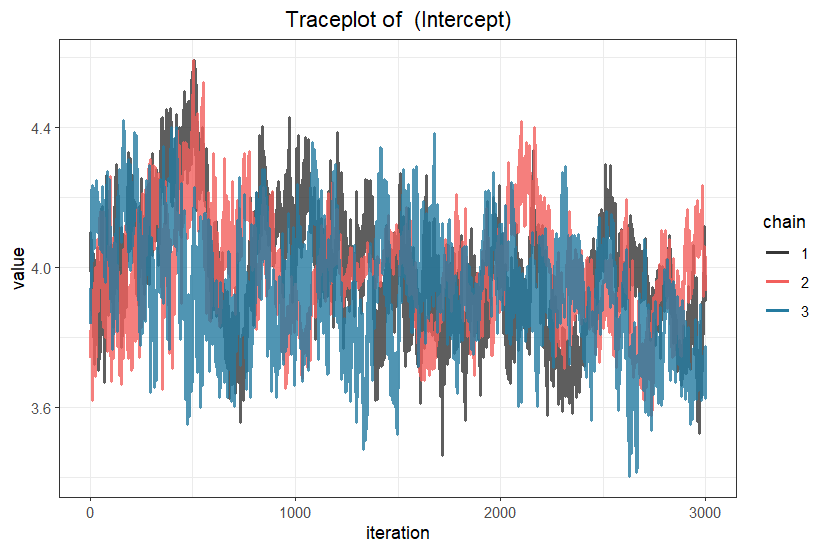 Traceplot of  (Intercept)
4.4
4.0
3.6
value
0
1000
2000
3000
iteration
chain
1
2
3